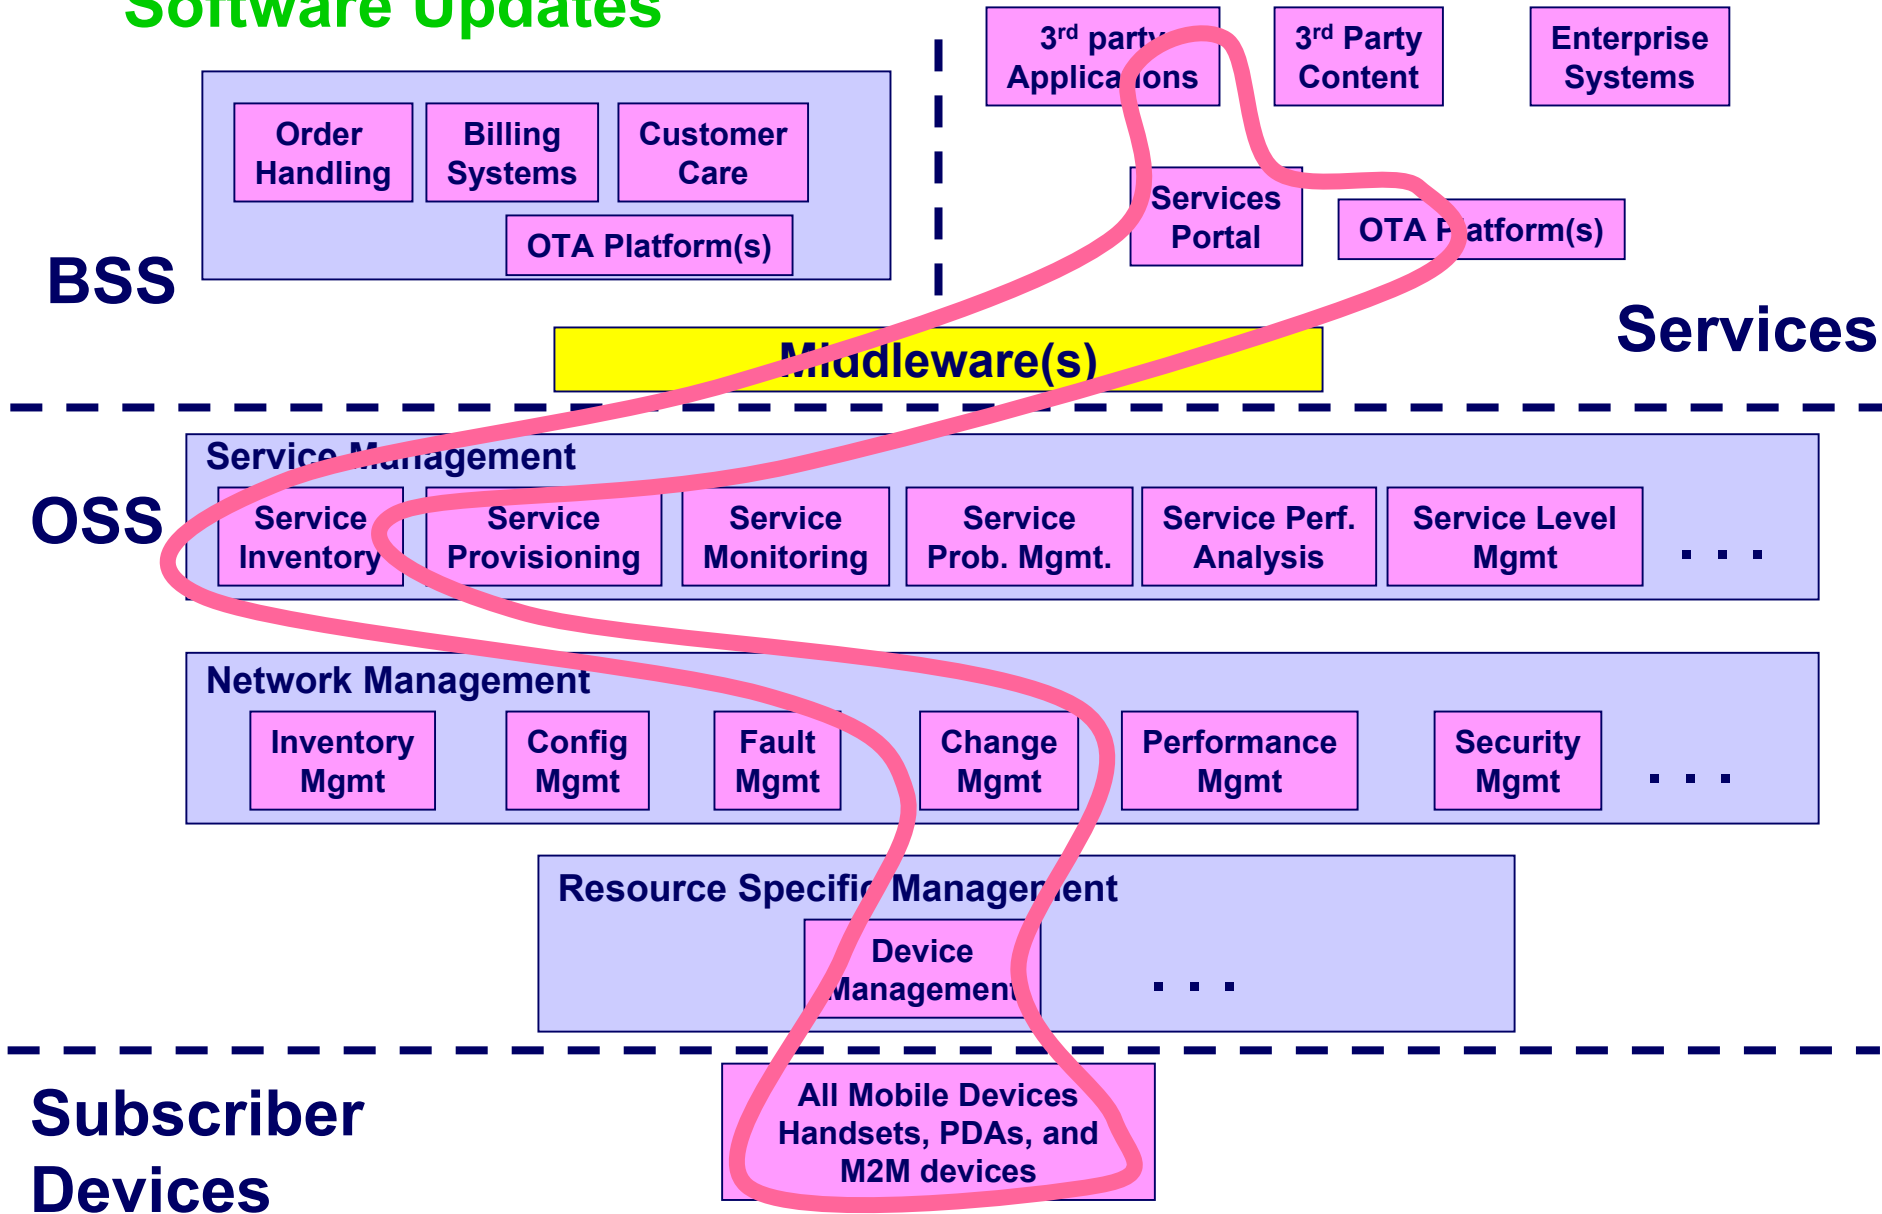 Software Updates
3rd party
Applications
3rd Party
Content
Enterprise
Systems
Order
Handling
Billing
Systems
Customer
Care
OTA Platform(s)
BSS
Services
Portal
OTA Platform(s)
Services
Middleware(s)
OSS
Service Management
Service
Inventory
Service
Provisioning
Service
Monitoring
Service
Prob. Mgmt.
Service Perf.
Analysis
Service Level
Mgmt
. . .
Network Management
Inventory
Mgmt
Config
Mgmt
Fault
Mgmt
Change
Mgmt
Performance
Mgmt
Security
Mgmt
. . .
Resource Specific Management
Device
Management
. . .
Subscriber
Devices
All Mobile Devices
Handsets, PDAs, and
M2M devices